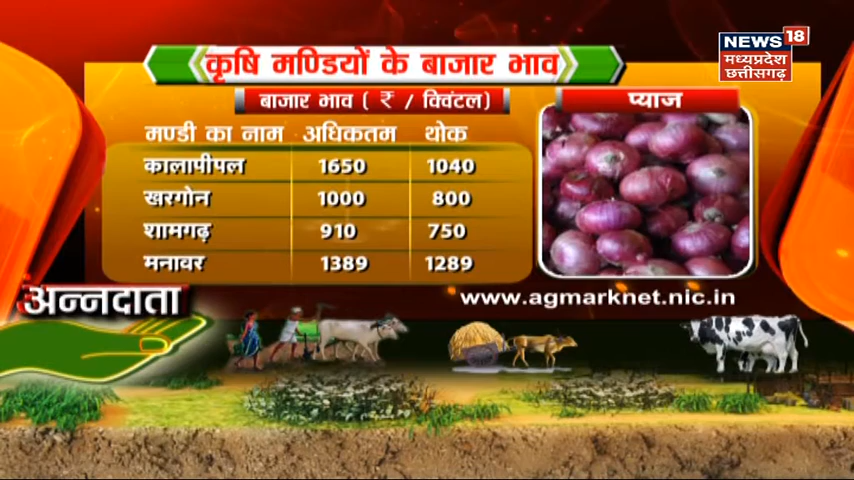 NEWS 18
मध्यप्रदेश
छत्तीसगढ़
कृषि मण्डियों के बाजार भाव
बाजार भाव ( ₹ / क्विंटल)
प्याज
मण्डी का नाम अधिकतम थोक
कालापीपल 1650 1040
खरगोन 1000 800
शामगढ़ 910 750
मनावर 1389 1289
अन्नदाता
www.agmarknet.nic.in